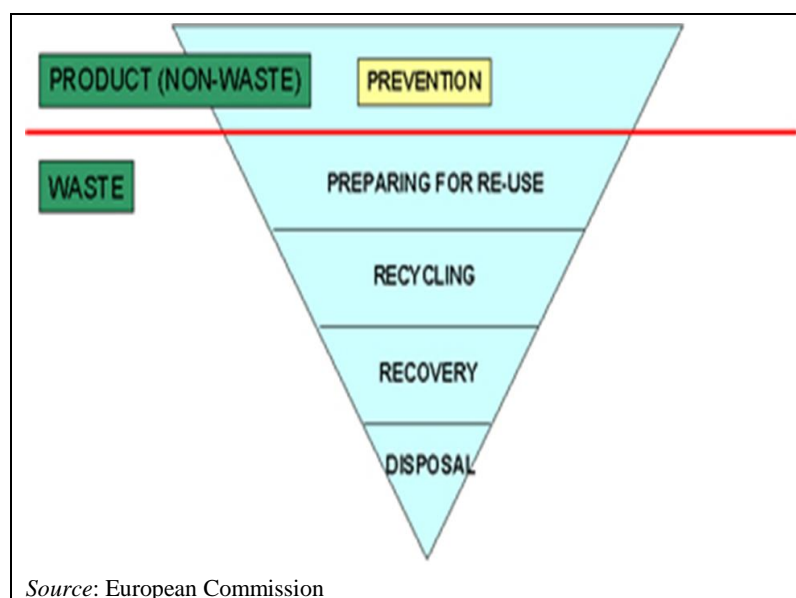 PRODUCT (NON-WASTE)
PREVENTION
WASTE
PREPARING FOR RE-USE
RECYCLING
RECOVERY
DISPOSAL
Source: European Commission